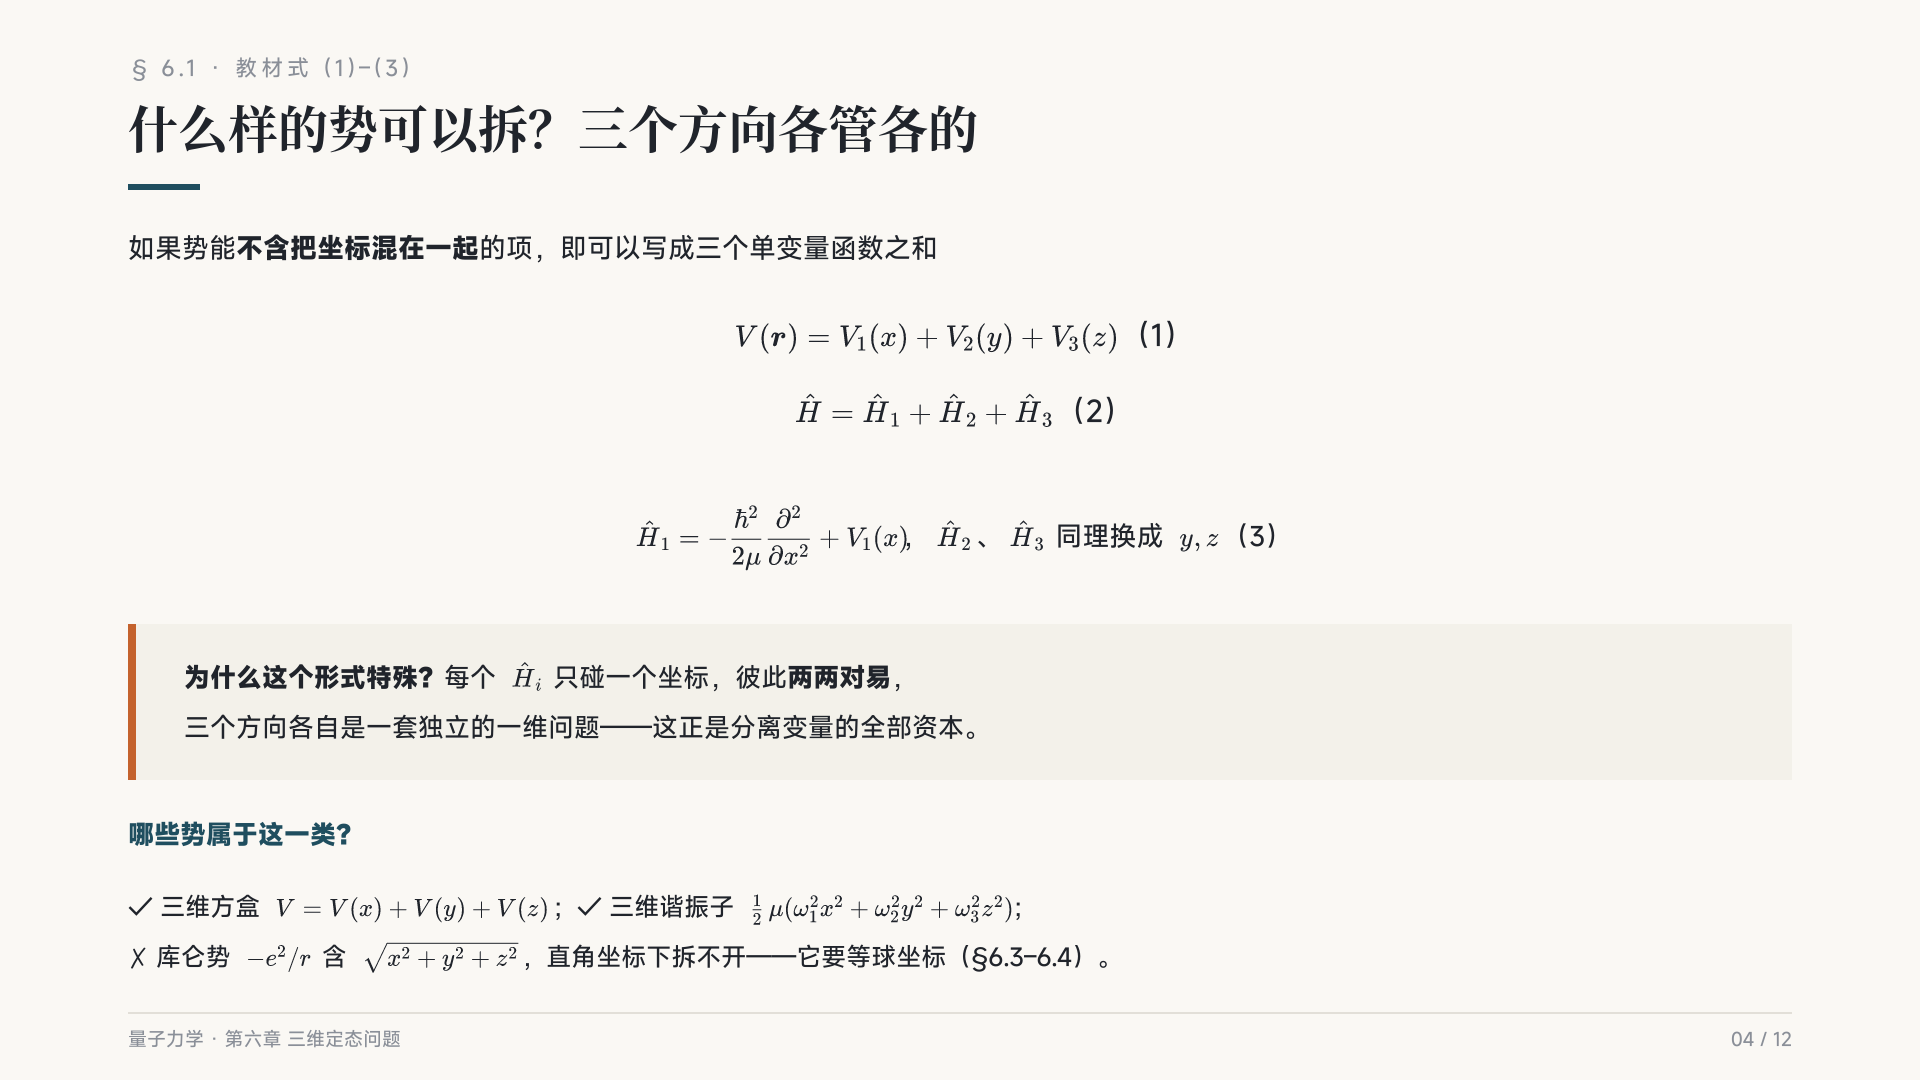 § 6.1 · 教材式 (1)–(3)
什么样的势可以拆？三个方向各管各的
如果势能不含把坐标混在一起的项，即可以写成三个单变量函数之和
V(r) = V₁(x) + V₂(y) + V₃(z) (1)
Ĥ = Ĥ₁ + Ĥ₂ + Ĥ₃ (2)
Ĥ₁ = −ħ²/2μ ∂²/∂x² + V₁(x), Ĥ₂、Ĥ₃ 同理换成 y, z (3)
为什么这个形式特殊？每个 Ĥᵢ 只碰一个坐标，彼此两两对易，
三个方向各自是一套独立的一维问题——这正是分离变量的全部资本。
哪些势属于这一类？
✓ 三维方盒 V = V(x) + V(y) + V(z)；✓ 三维谐振子 ½ μ(ω₁²x² + ω₂²y² + ω₃²z²)；
✗ 库仑势 −e²/r 含 √(x² + y² + z²)，直角坐标下拆不开——它要等球坐标（§6.3–6.4）。
量子力学 · 第六章 三维定态问题
04 / 12